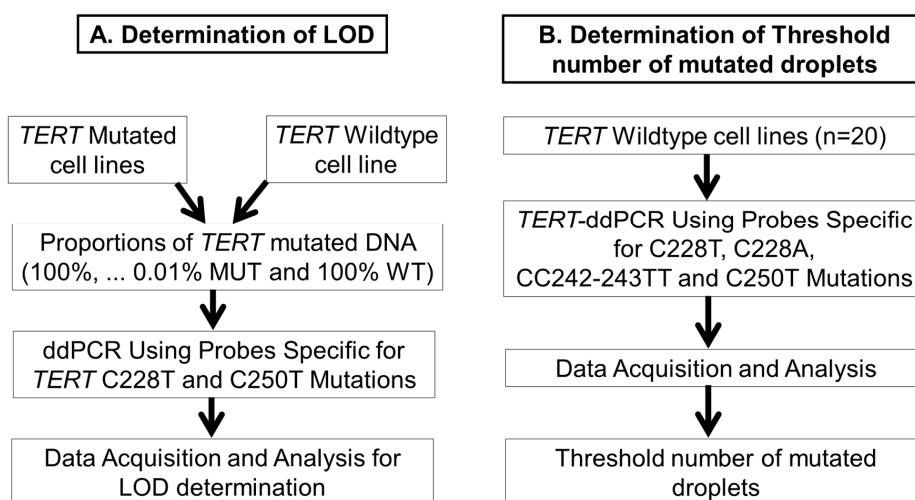 A. Determination of LOD
TERT Mutated
cell lines
TERT Wildtype
cell line
Proportions of TERT mutated DNA
(100%, ... 0.01% MUT and 100% WT)
ddPCR Using Probes Specific for
TERT C228T and C250T Mutations
Data Acquisition and Analysis for
LOD determination
B. Determination of Threshold
number of mutated droplets
TERT Wildtype cell lines (n=20)
TERT-ddPCR Using Probes Specific
for C228T, C228A,
CC242-243TT and C250T Mutations
Data Acquisition and Analysis
Threshold number of mutated
droplets